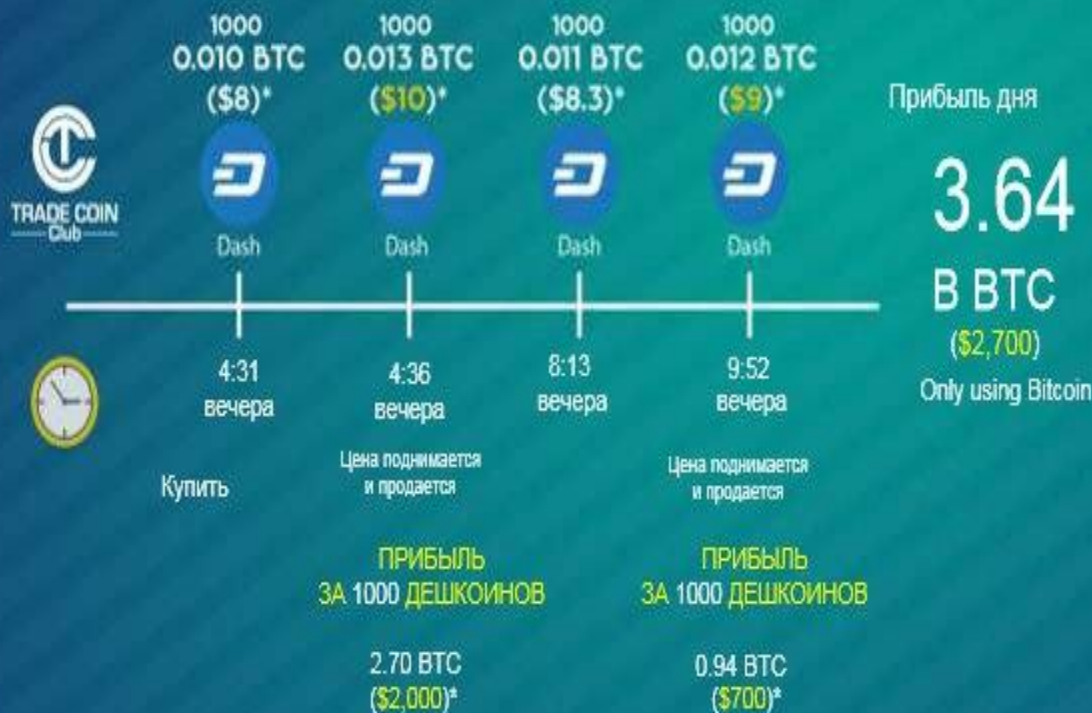 1000
0.010 BTC
($8)*
1000
0.013 BTC
($10)*
1000
0.011 BTC
($8.3)*
1000
0.012 BTC
($9)*
TRADE COIN
Club
Dash
Dash
Dash
Dash
4:31
вечера
4:36
вечера
8:13
вечера
9:52
вечера
Купить
Цена поднимается
и продается
Цена поднимается
и продается
ПРИБЫЛЬ
ЗА 1000 ДЕШКОИНОВ
ПРИБЫЛЬ
ЗА 1000 ДЕШКОИНОВ
2.70 BTC
($2,000)*
0.94 BTC
($700)*
Прибыль дня
3.64
В BTC
($2,700)
Only using Bitcoin